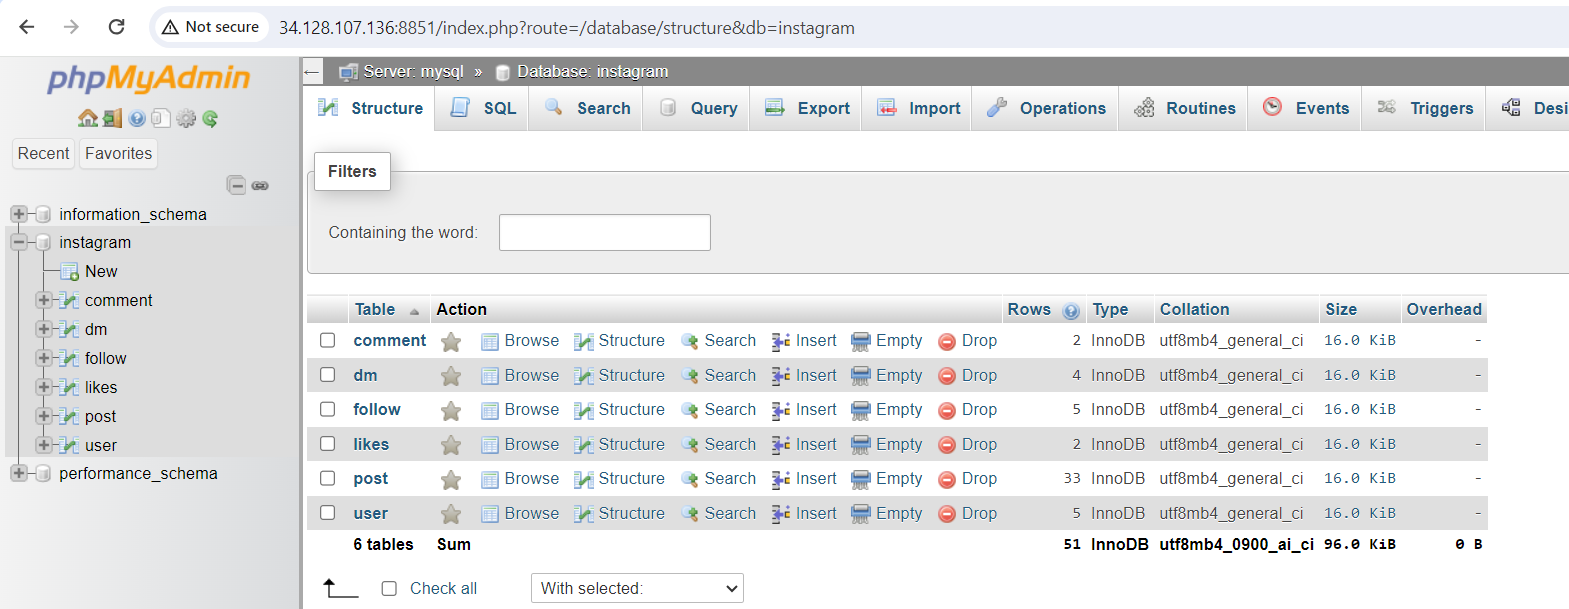 Not secure 34.128.107.136:8851/index.php?route=/database/structure&db=instagram
phpMyAdmin
Recent Favorites
information_schema
instagram
New
comment
dm
follow
likes
post
user
performance_schema
← Server: mysql » Database: instagram
Structure SQL Search Query Export Import Operations Routines Events Triggers Desi
Filters
Containing the word:
Table Action Rows Type Collation Size Overhead
comment Browse Structure Search Insert Empty Drop 2 InnoDB utf8mb4_general_ci 16.0 KiB -
dm Browse Structure Search Insert Empty Drop 4 InnoDB utf8mb4_general_ci 16.0 KiB -
follow Browse Structure Search Insert Empty Drop 5 InnoDB utf8mb4_general_ci 16.0 KiB -
likes Browse Structure Search Insert Empty Drop 2 InnoDB utf8mb4_general_ci 16.0 KiB -
post Browse Structure Search Insert Empty Drop 33 InnoDB utf8mb4_general_ci 16.0 KiB -
user Browse Structure Search Insert Empty Drop 5 InnoDB utf8mb4_general_ci 16.0 KiB -
6 tables Sum 51 InnoDB utf8mb4_0900_ai_ci 96.0 KiB 0 B
Check all With selected: